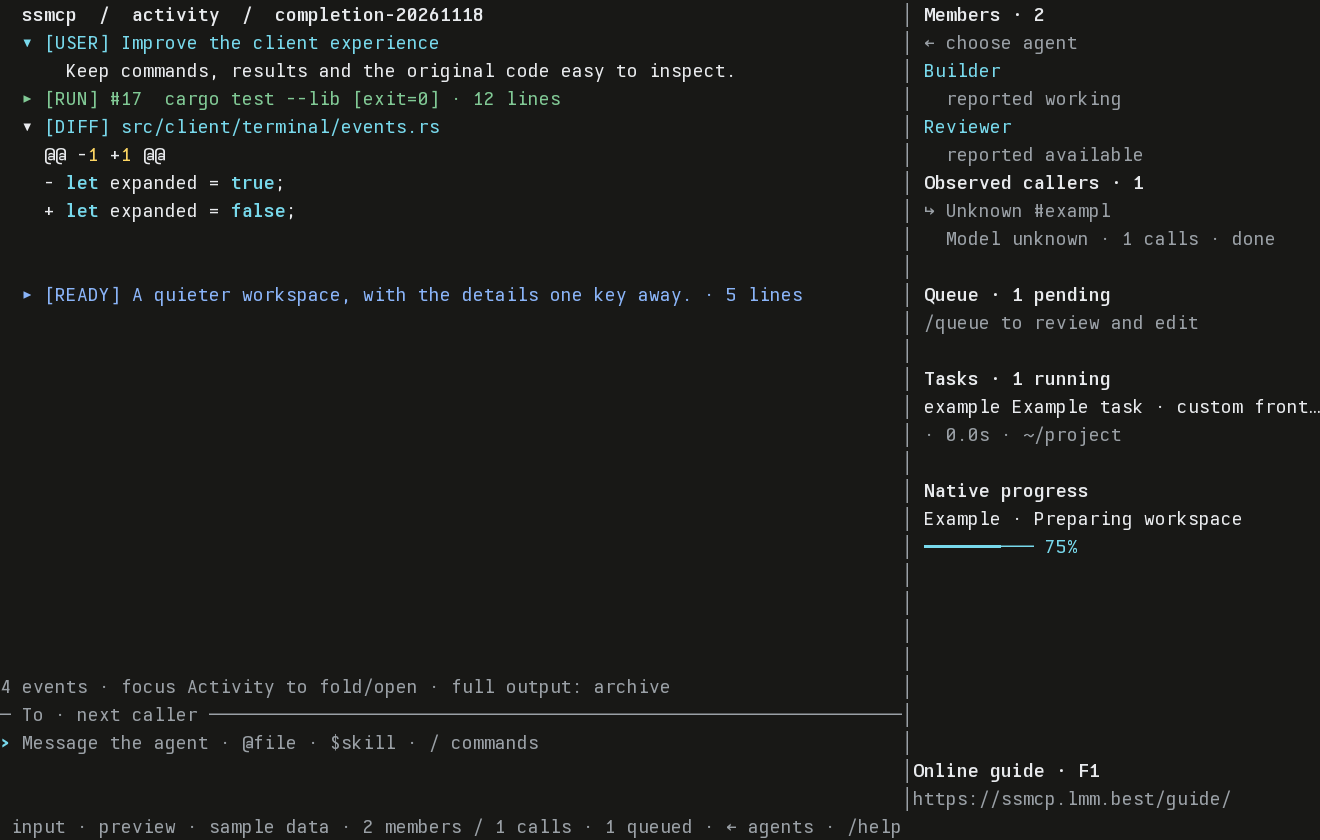 ssmcp / activity / completion-20261118
▾ [USER] Improve the client experience
Keep commands, results and the original code easy to inspect.
▸ [RUN] #17 cargo test --lib [exit=0] · 12 lines
▾ [DIFF] src/client/terminal/events.rs
@@ -1 +1 @@
- let expanded = true;
+ let expanded = false;
▸ [READY] A quieter workspace, with the details one key away. · 5 lines
4 events · focus Activity to fold/open · full output: archive
To · next caller
› Message the agent · @file · $skill · / commands
Members · 2
← choose agent
Builder
reported working
Reviewer
reported available
Observed callers · 1
↪ Unknown #exampl
Model unknown · 1 calls · done
Queue · 1 pending
/queue to review and edit
Tasks · 1 running
example Example task · custom front…
· 0.0s · ~/project
Native progress
Example · Preparing workspace
75%
Online guide · F1
https://ssmcp.lmm.best/guide/
input · preview · sample data · 2 members / 1 calls · 1 queued · ← agents · /help